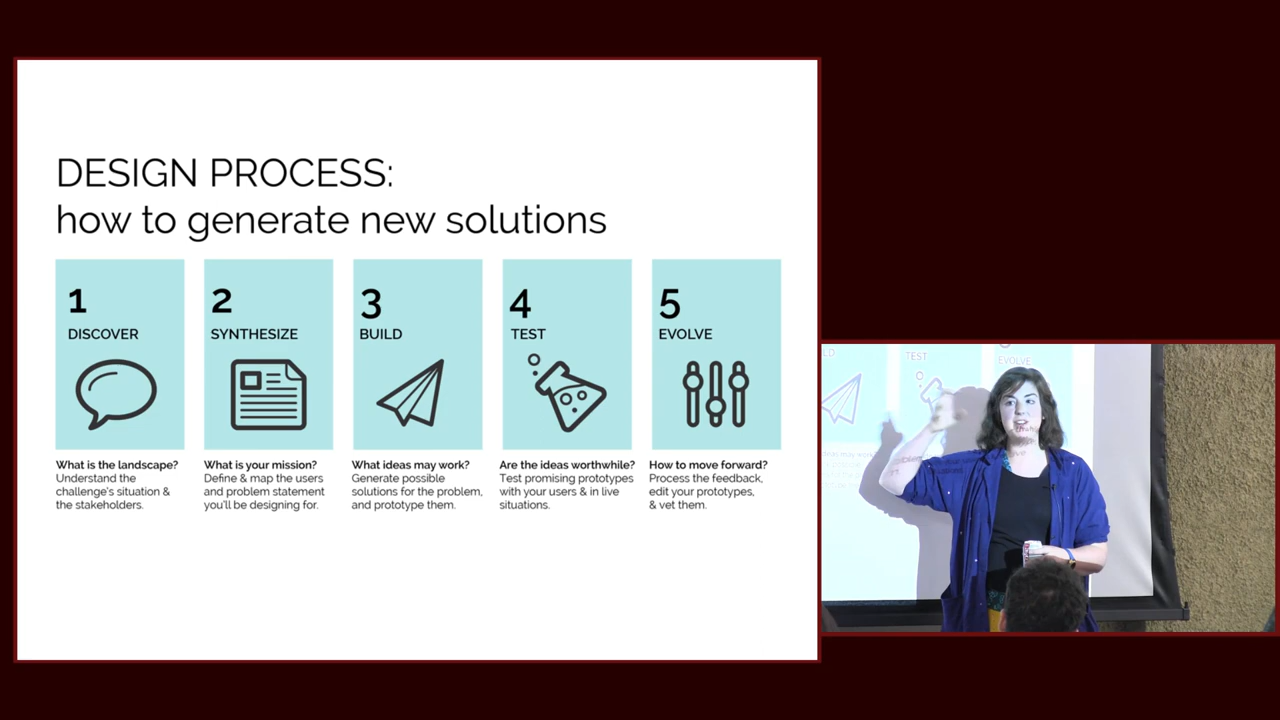 DESIGN PROCESS:
how to generate new solutions
1
DISCOVER
What is the landscape?
Understand the
challenge's situation &
the stakeholders.
2
SYNTHESIZE
What is your mission?
Define & map the users
and problem statement
you'll be designing for.
3
BUILD
What ideas may work?
Generate possible
solutions for the problem,
and prototype them.
4
TEST
Are the ideas worthwhile?
Test promising prototypes
with your users & in live
situations.
5
EVOLVE
How to move forward?
Process the feedback,
edit your prototypes,
& vet them.
TEST
EVOLVE